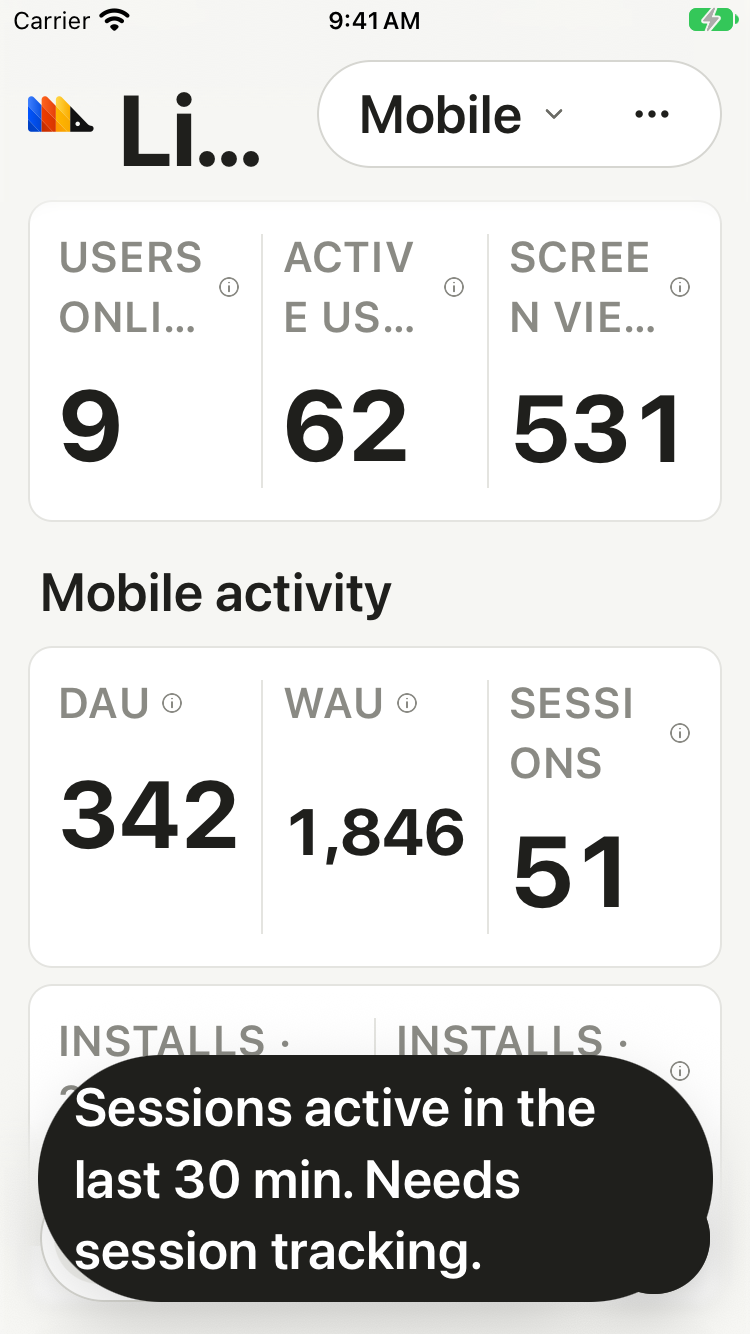 Carrier
9:41 AM
Li...
Mobile
USERS
ONLI...
9
ACTIV
E US...
62
SCREE
N VIE...
531
Mobile activity
DAU
342
WAU
1,846
SESSI
ONS
51
INSTALLS ·
INSTALLS ·
Sessions active in the
last 30 min. Needs
session tracking.